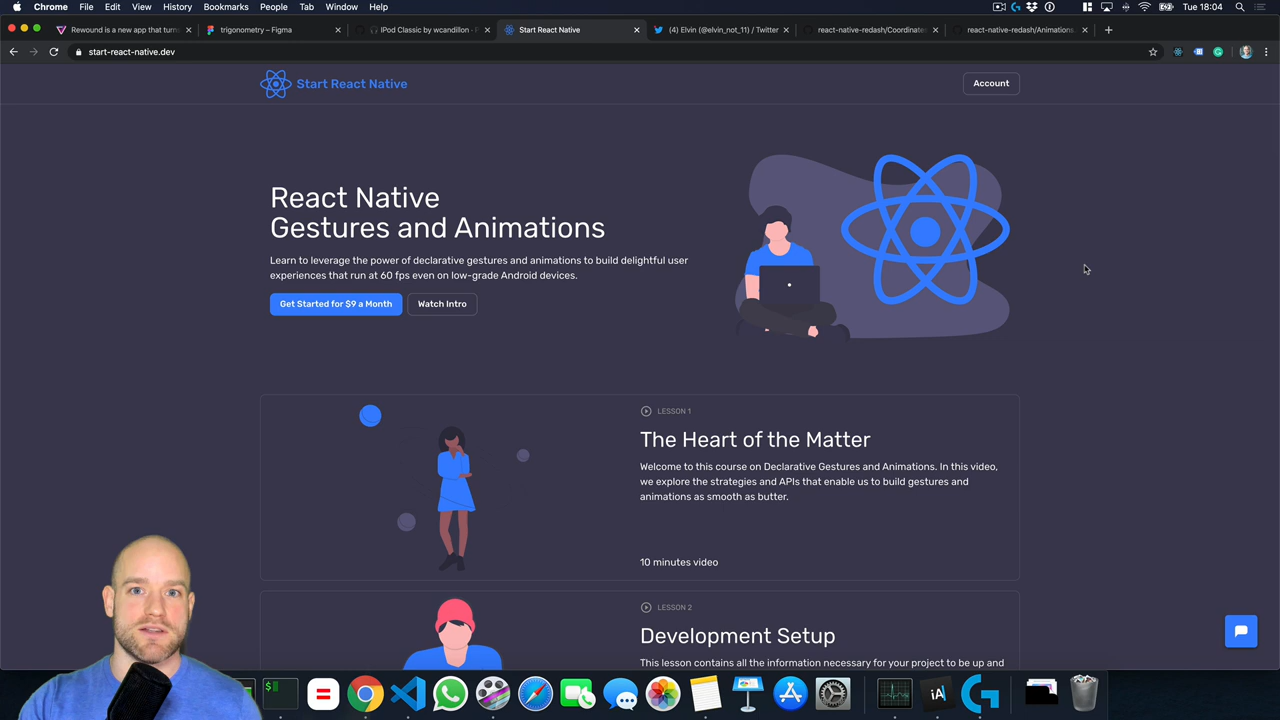 Chrome File Edit View History Bookmarks People Tab Window Help
Tue 18:04
Rewound is a new app that turns
trigonometry – Figma
IPod Classic by wcandillon - 
Start React Native
(4) Elvin (@elvin_not_11) / Twitter
react-native-redash/Coordinate
react-native-redash/Animations.
start-react-native.dev
Start React Native
Account
React Native
Gestures and Animations
Learn to leverage the power of declarative gestures and animations to build delightful user
experiences that run at 60 fps even on low-grade Android devices.
Get Started for $9 a Month
Watch Intro
LESSON 1
The Heart of the Matter
Welcome to this course on Declarative Gestures and Animations. In this video,
we explore the strategies and APIs that enable us to build gestures and
animations as smooth as butter.
10 minutes video
LESSON 2
Development Setup
This lesson contains all the information necessary for your project to be up and
$
iA